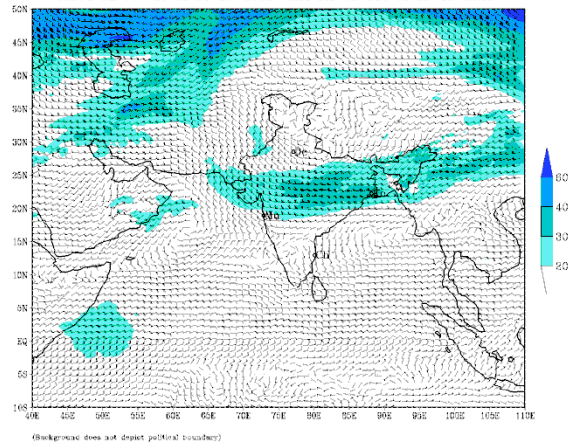 50N
45N
40N
35N
30N
25N
20N
15N
10N
5N
0
5S
10S
40E 45E 50E 55E 60E 65E 70E 75E 80E 85E 90E 95E 100E 105E 110E
60
40
30
20
(Background does not depict political boundary)